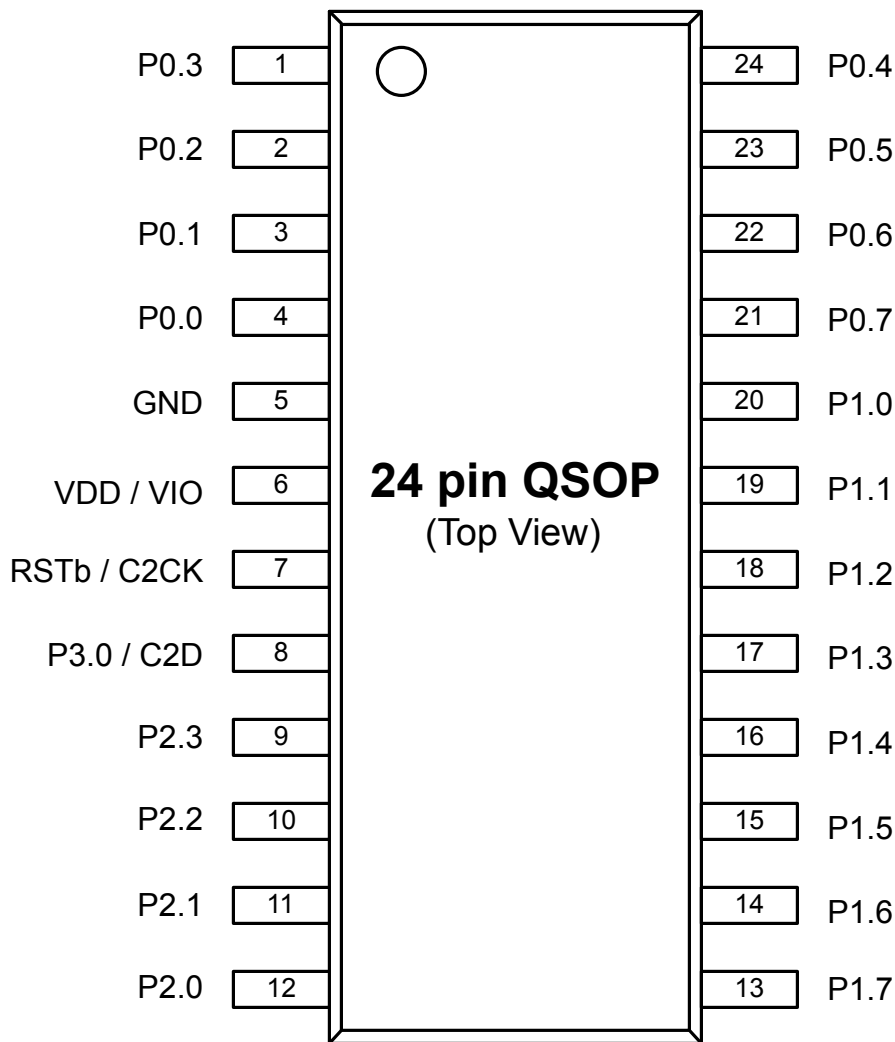 P0.3 1 24 P0.4
P0.2 2 23 P0.5
P0.1 3 22 P0.6
P0.0 4 21 P0.7
GND 5 20 P1.0
VDD / VIO 6 19 P1.1
24 pin QSOP
(Top View)
RSTb / C2CK 7 18 P1.2
P3.0 / C2D 8 17 P1.3
P2.3 9 16 P1.4
P2.2 10 15 P1.5
P2.1 11 14 P1.6
P2.0 12 13 P1.7